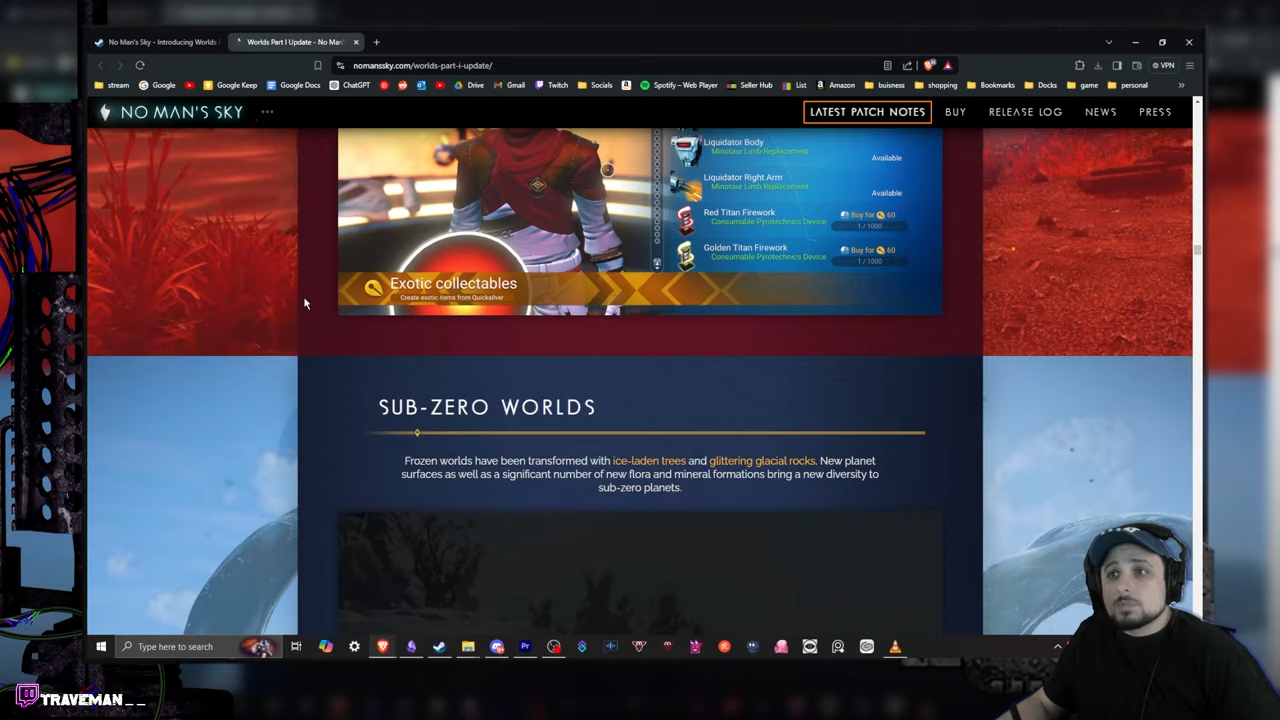 No Man's Sky - Introducing Worlds
Worlds Part I Update - No Man'
nomanssky.com/worlds-part-i-update/
VPN
stream
Google
Google Keep
Google Docs
ChatGPT
Drive
Gmail
Twitch
Socials
Spotify – Web Player
Seller Hub
List
Amazon
buisness
shopping
Bookmarks
Docks
game
personal
NO MAN'S SKY
LATEST PATCH NOTES
BUY
RELEASE LOG
NEWS
PRESS
Liquidator Body
Minotaur Limb Replacement
Available
Liquidator Right Arm
Minotaur Limb Replacement
Available
Red Titan Firework
Consumable Pyrotechnics Device
Buy for 60
1 / 1000
Golden Titan Firework
Consumable Pyrotechnics Device
Buy for 60
1 / 1000
Exotic collectables
Create exotic items from Quicksilver
SUB-ZERO WORLDS
Frozen worlds have been transformed with ice-laden trees and glittering glacial rocks. New planet
surfaces as well as a significant number of new flora and mineral formations bring a new diversity to
sub-zero planets.
Type here to search
TRAVEMAN__